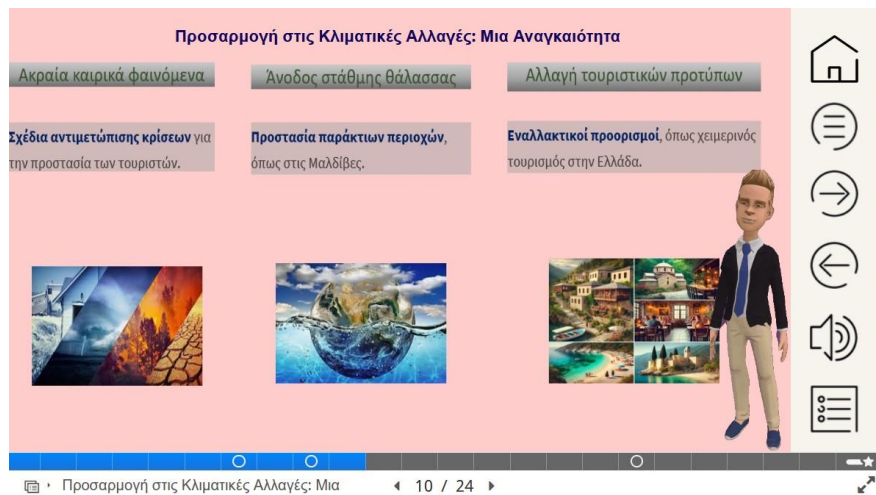 Προσαρμογή στις Κλιματικές Αλλαγές: Μια Αναγκαιότητα
Ακραία καιρικά φαινόμενα
Σχέδια αντιμετώπισης κρίσεων για
την προστασία των τουριστών.
Άνοδος στάθμης θάλασσας
Προστασία παράκτιων περιοχών,
όπως στις Μαλδίβες.
Αλλαγή τουριστικών προτύπων
Εναλλακτικοί προορισμοί, όπως χειμερινός
τουρισμός στην Ελλάδα.
Προσαρμογή στις Κλιματικές Αλλαγές: Μια
10 / 24